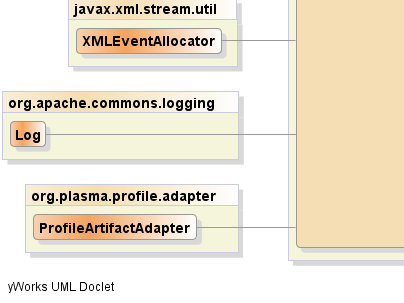 javax.xml.stream.util
XMLEventAllocator
org.apache.commons.logging
Log
org.plasma.profile.adapter
ProfileArtifactAdapter
yWorks UML Doclet